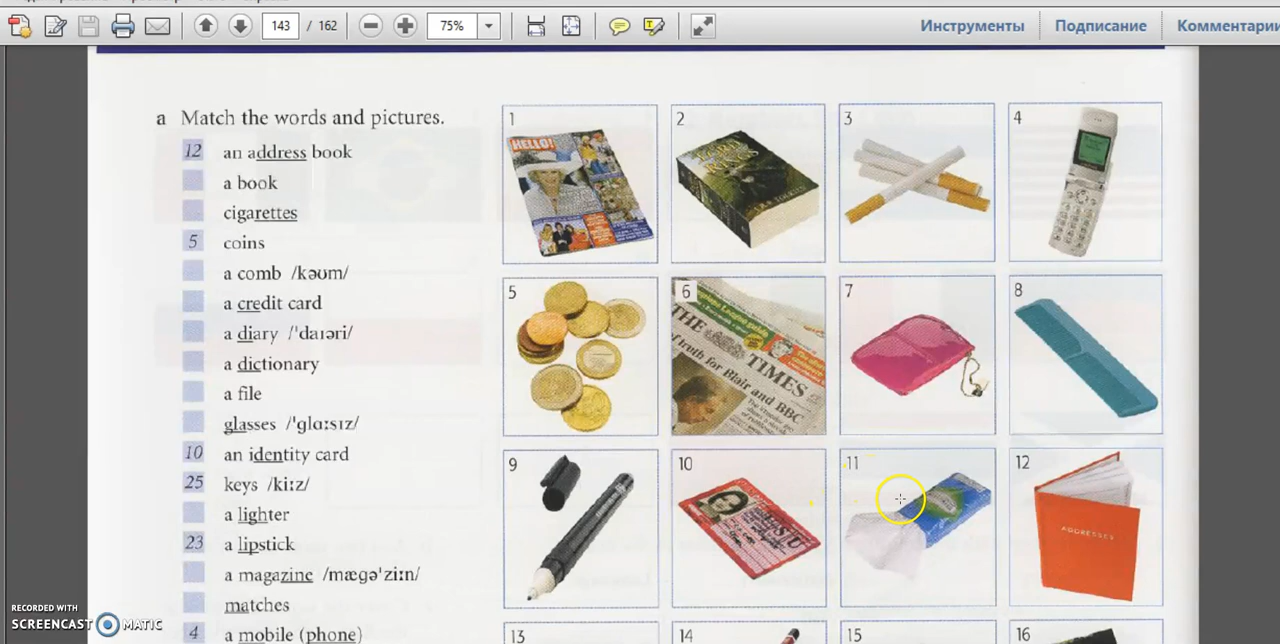 143 / 162
75%
Инструменты
Подписание
Комментарии
a Match the words and pictures.
12 an address book
a book
cigarettes
5 coins
a comb /kəʊm/
a credit card
a diary /ˈdaɪəri/
a dictionary
a file
glasses /ˈglɑːsɪz/
10 an identity card
25 keys /kiːz/
a lighter
23 a lipstick
a magazine /mægəˈziːn/
matches
4 a mobile (phone)
1
HELLO!
2
RINGS
3
4
5
6
THE TIMES
of truth for Blair and BBC
7
8
9
10
11
12
ADDRESSES
13
14
15
16
RECORDED WITH
SCREENCAST MATIC